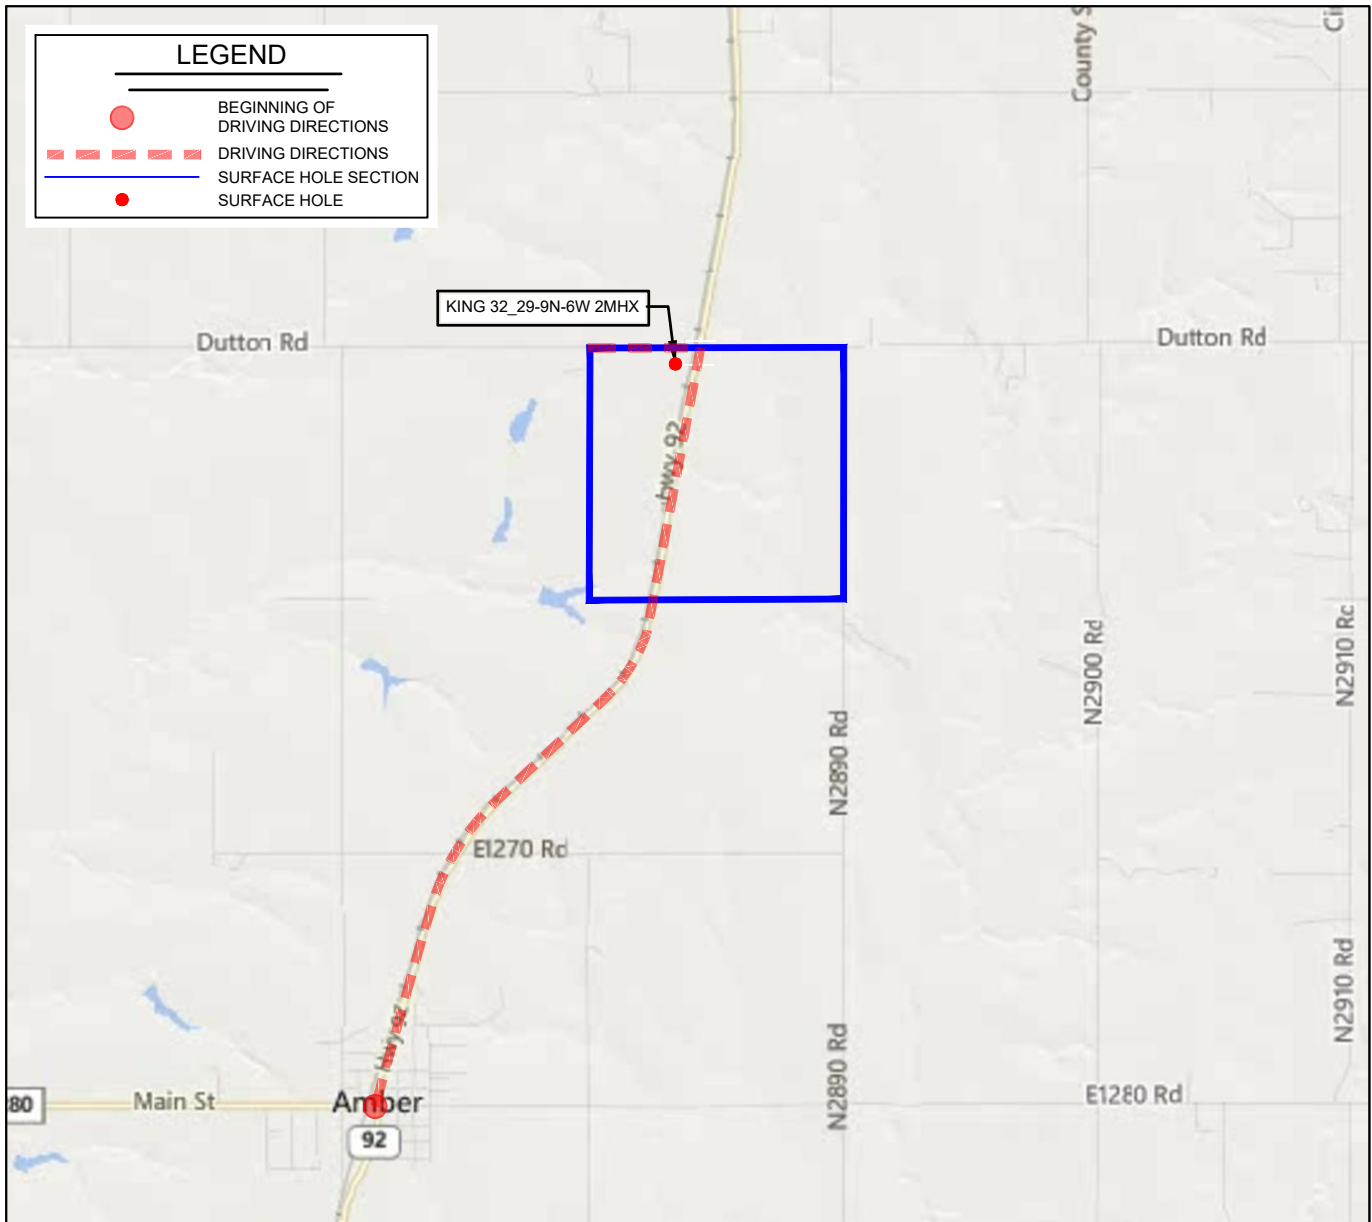 LEGEND
BEGINNING OF
DRIVING DIRECTIONS
DRIVING DIRECTIONS
SURFACE HOLE SECTION
SURFACE HOLE
County S
Ci
KING 32_29-9N-6W 2MHX
Dutton Rd
Dutton Rd
Hwy 92
N2900 Rd
N2910 Rd
N2890 Rd
E1270 Rd
N2910 Rd
Hwy 92
N2890 Rd
80
Main St
Amber
E1280 Rd
92